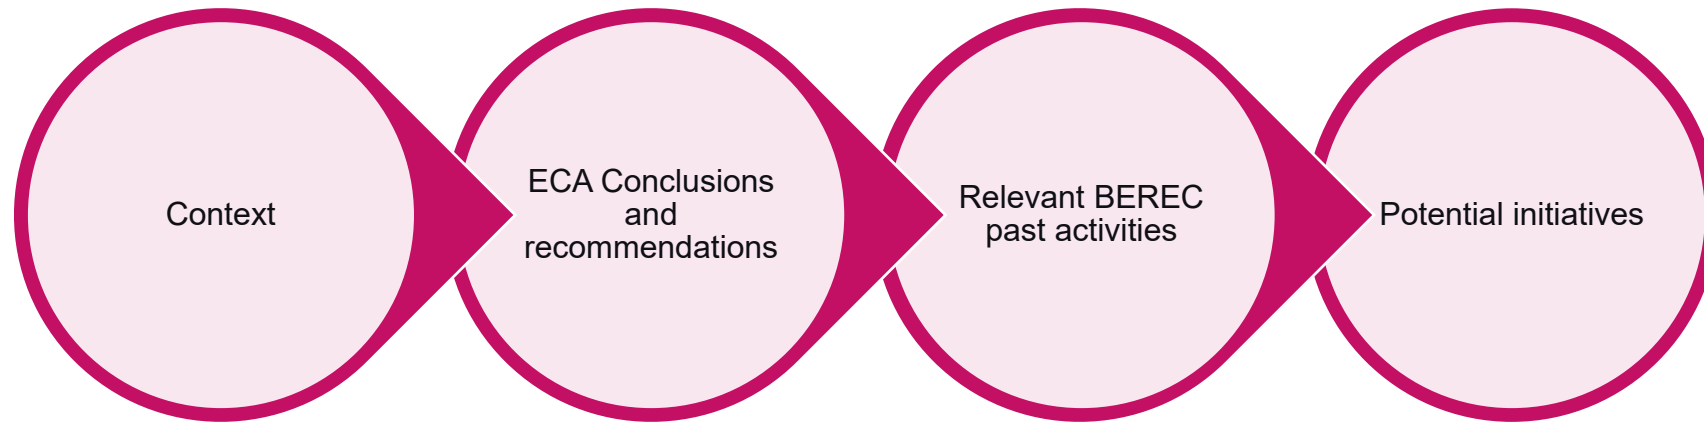 Context
ECA Conclusions
and
recommendations
Relevant BEREC
past activities
Potential initiatives